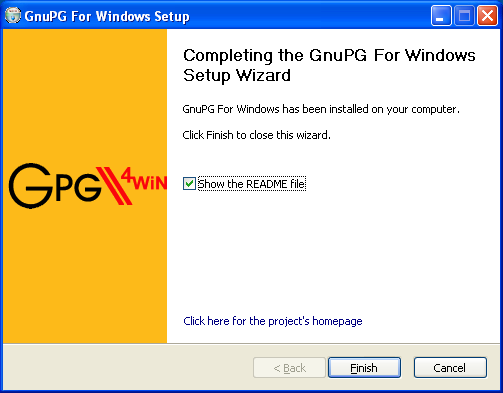 GnuPG For Windows Setup
Completing the GnuPG For Windows
Setup Wizard
GnuPG For Windows has been installed on your computer.
Click Finish to close this wizard.
GPG4WiN
Show the README file
Click here for the project's homepage
< Back
Finish
Cancel